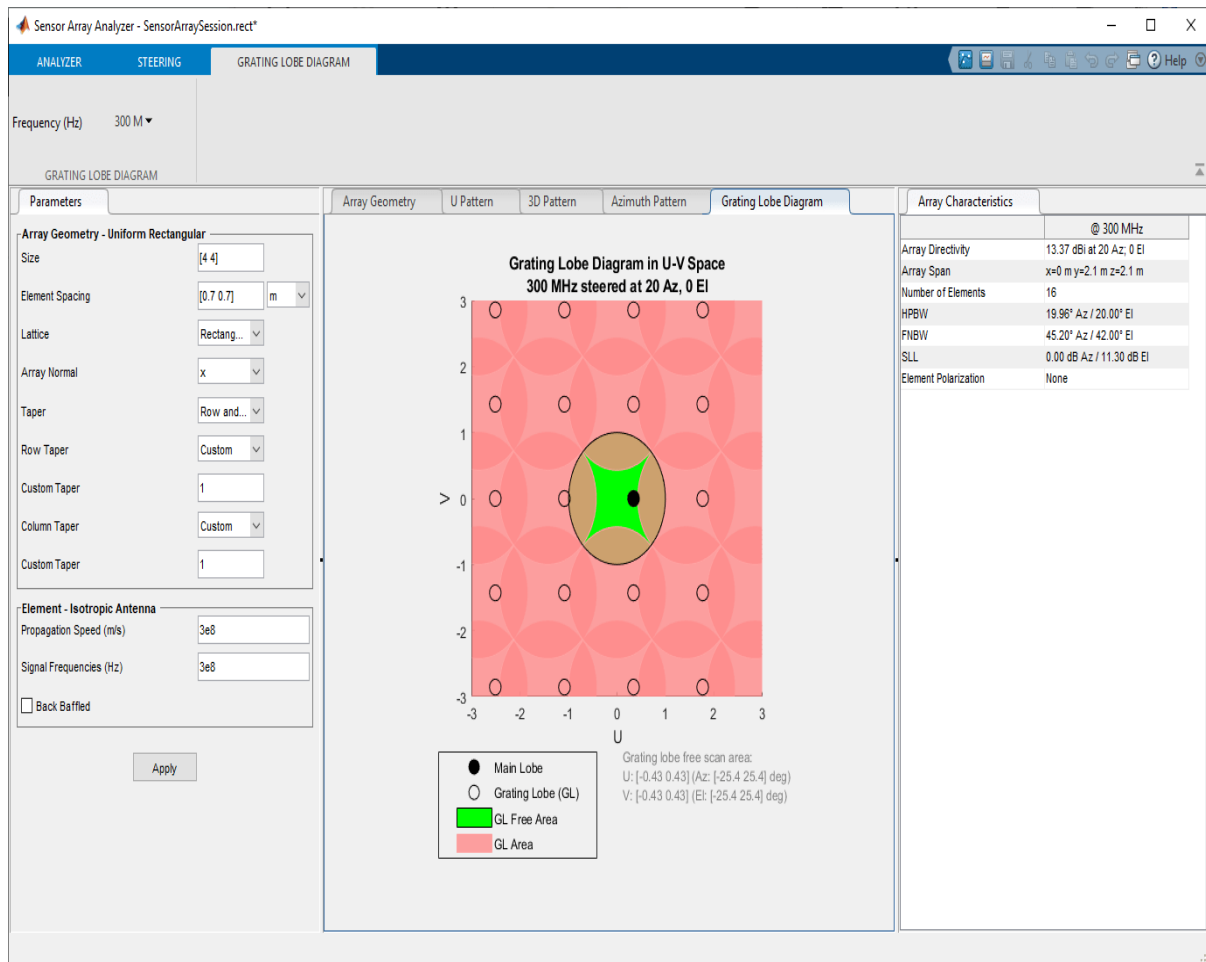 Sensor Array Analyzer - SensorArraySession.rect*
ANALYZER STEERING GRATING LOBE DIAGRAM
Help
Frequency (Hz) 300 M
GRATING LOBE DIAGRAM
Parameters
Array Geometry - Uniform Rectangular
Size [4 4]
Element Spacing [0.7 0.7] m
Lattice Rectang...
Array Normal x
Taper Row and...
Row Taper Custom
Custom Taper 1
Column Taper Custom
Custom Taper 1
Element - Isotropic Antenna
Propagation Speed (m/s) 3e8
Signal Frequencies (Hz) 3e8
Back Baffled
Apply
Array Geometry U Pattern 3D Pattern Azimuth Pattern Grating Lobe Diagram
Grating Lobe Diagram in U-V Space
300 MHz steered at 20 Az, 0 El
3
2
1
V 0
-1
-2
-3
-3 -2 -1 0 1 2 3
U
Main Lobe
Grating Lobe (GL)
GL Free Area
GL Area
Grating lobe free scan area:
U: [-0.43 0.43] (Az: [-25.4 25.4] deg)
V: [-0.43 0.43] (El: [-25.4 25.4] deg)
Array Characteristics
@ 300 MHz
Array Directivity 13.37 dBi at 20 Az; 0 El
Array Span x=0 m y=2.1 m z=2.1 m
Number of Elements 16
HPBW 19.96° Az / 20.00° El
FNBW 45.20° Az / 42.00° El
SLL 0.00 dB Az / 11.30 dB El
Element Polarization None